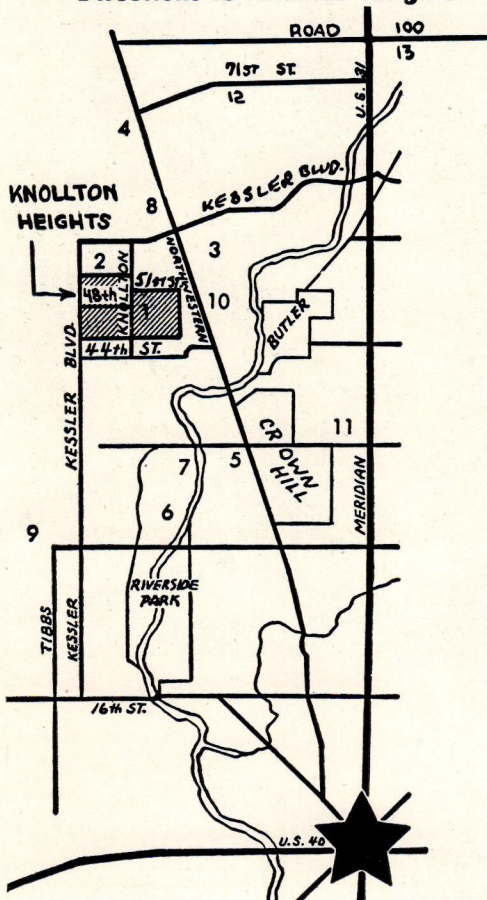 ROAD 100
13
71ST ST.
12
U.S. 31
4
KNOLLTON
HEIGHTS
8
KESSLER BLVD.
3
2
KNOLLTON
51st ST
NORTHWESTERN
48th
1
10
BUTLER
44th ST.
KESSLER BLVD.
CROWN
HILL
11
7
5
MERIDIAN
6
9
RIVERSIDE
PARK
TIBBS
KESSLER
16th ST.
U.S. 40